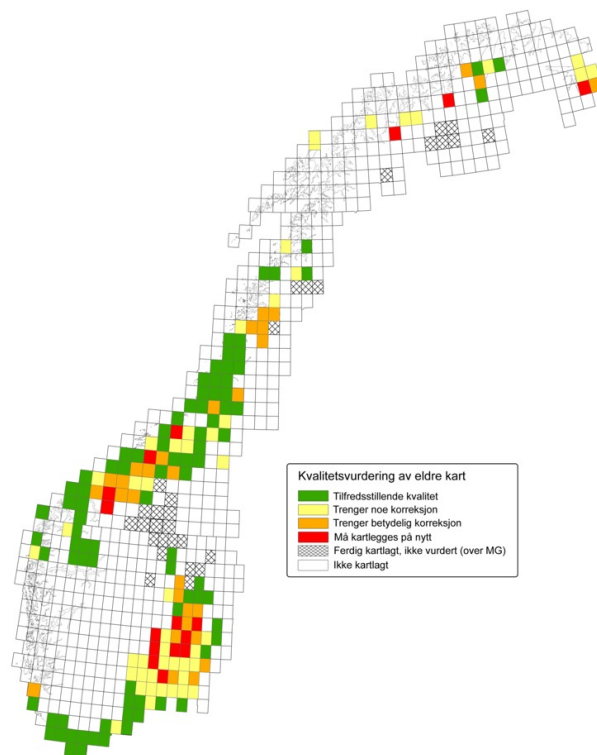 Kvalitetsvurdering av eldre kart
Tilfredsstillende kvalitet
Trenger noe korreksjon
Trenger betydelig korreksjon
Må kartlegges på nytt
Ferdig kartlagt, ikke vurdert (over MG)
Ikke kartlagt